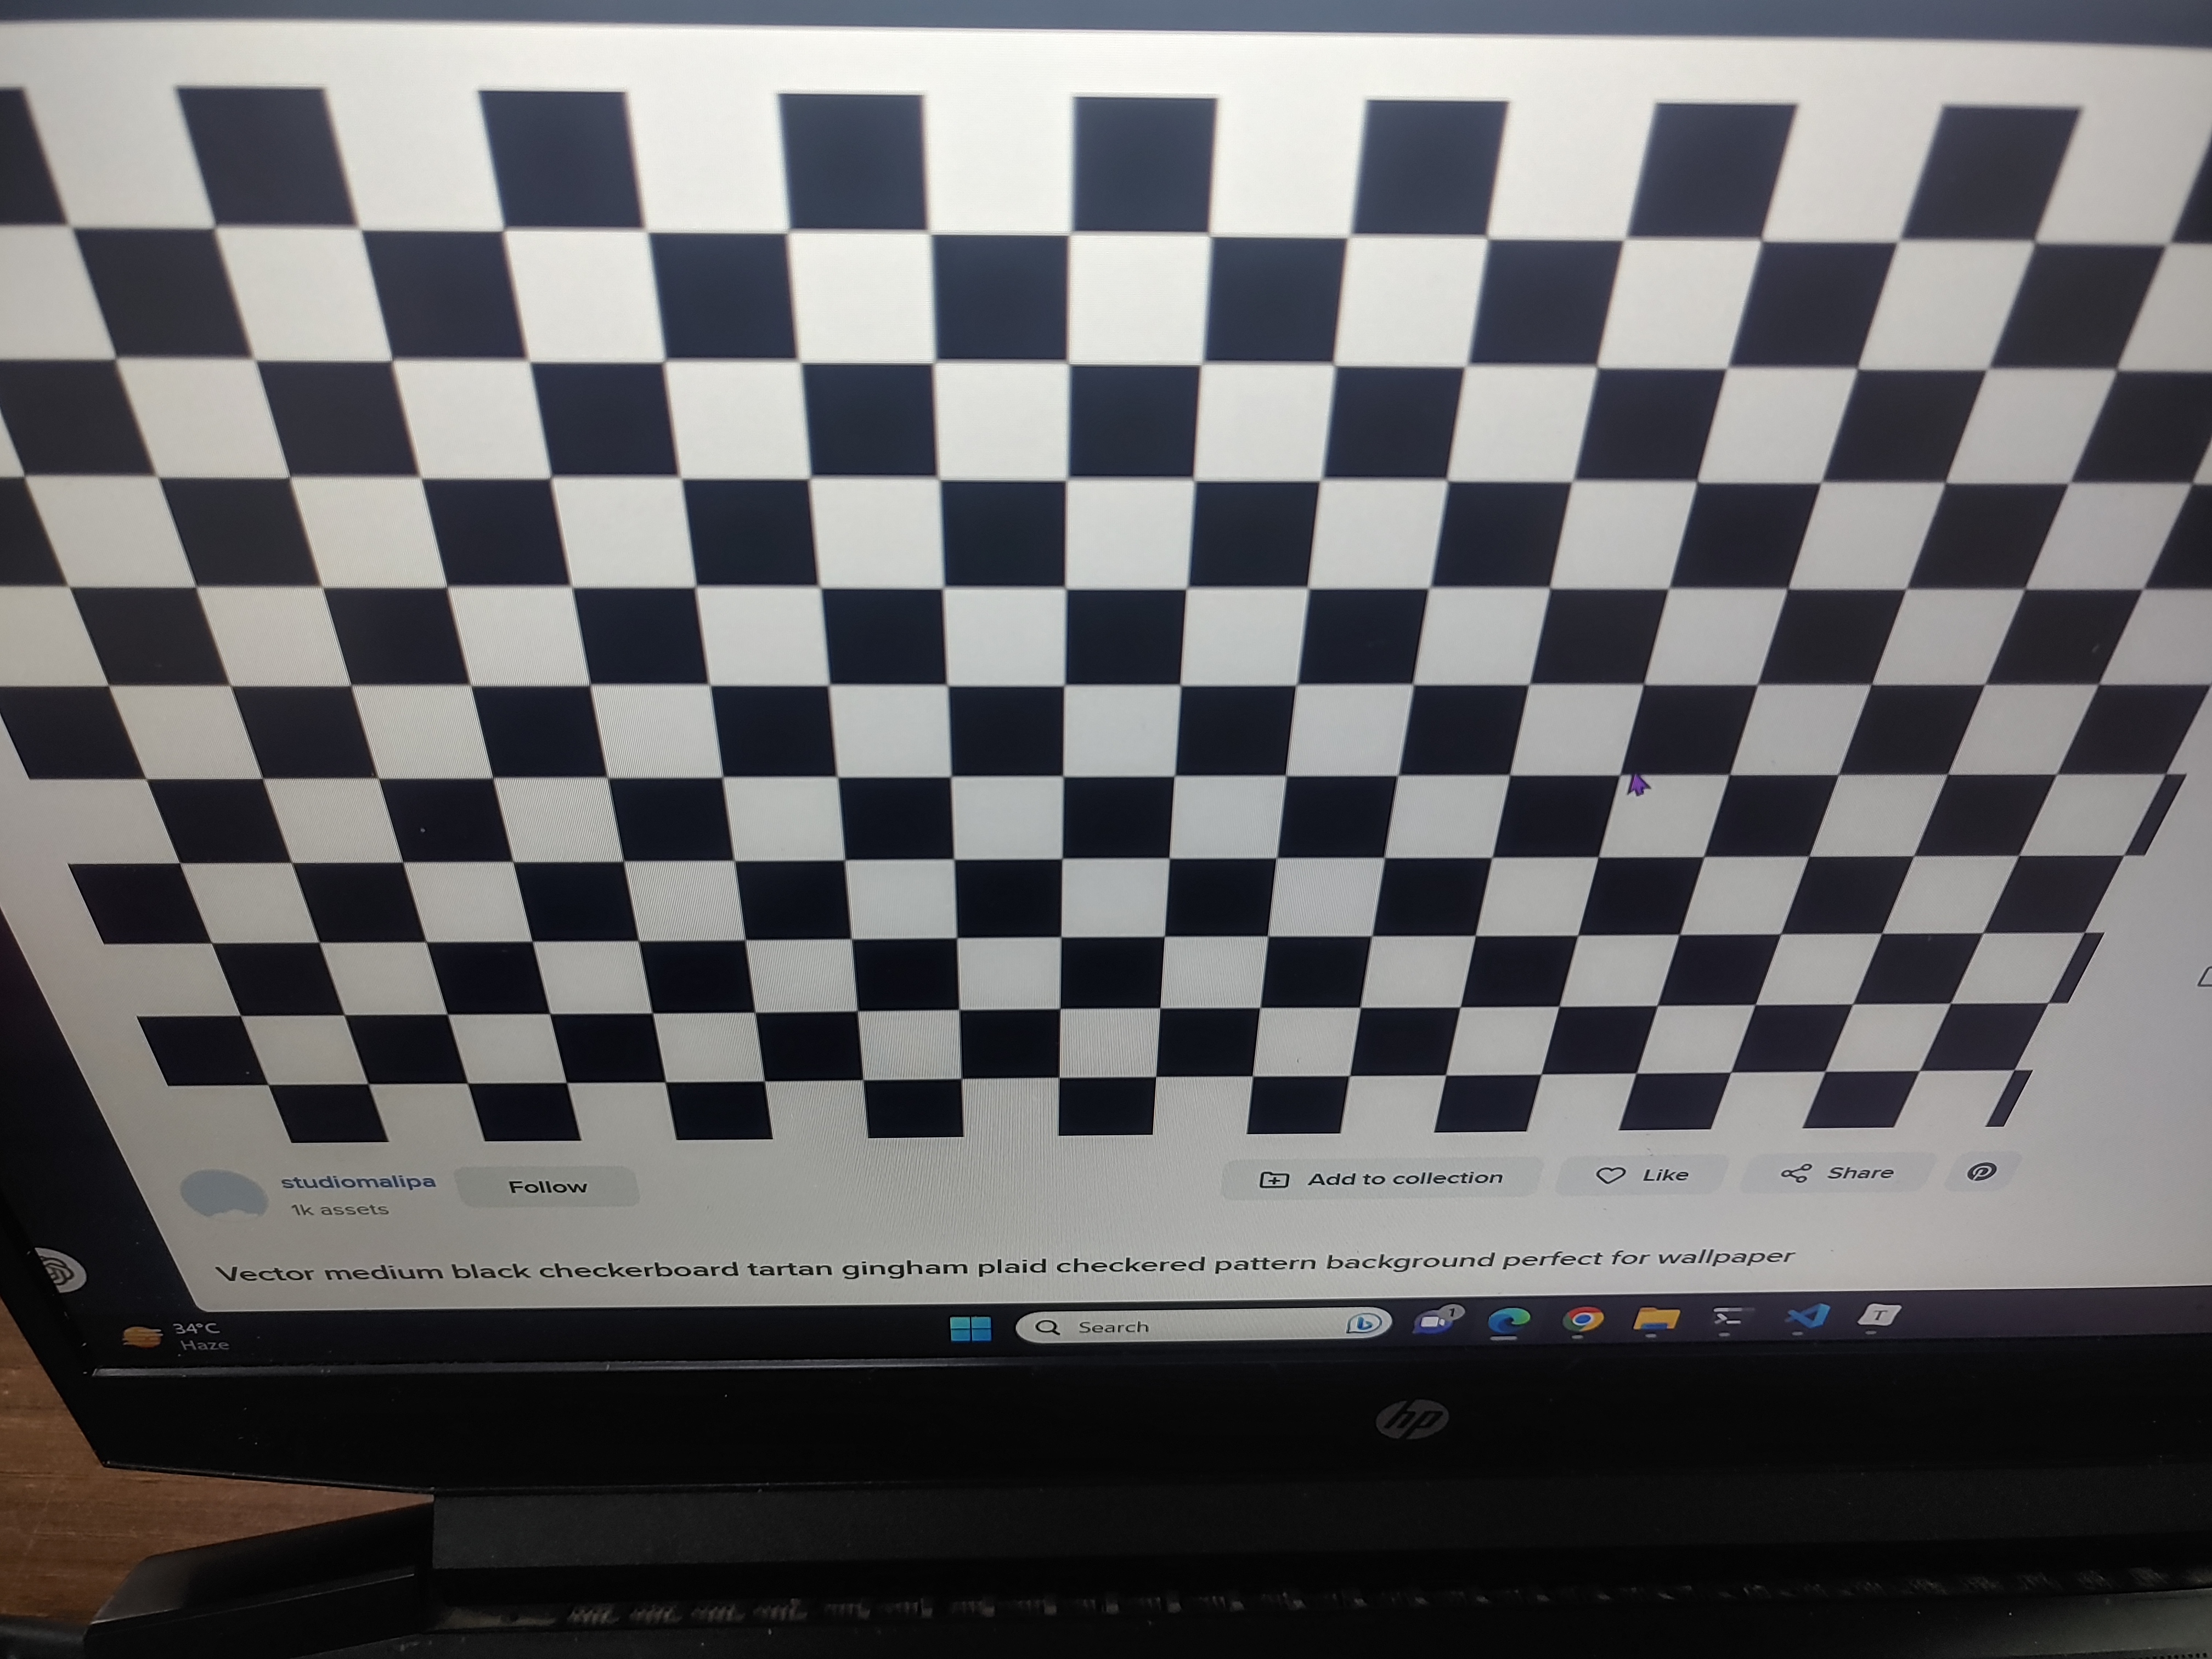 studiomalipa
Follow
1k assets
Add to collection
Like
Share
Vector medium black checkerboard tartan gingham plaid checkered pattern background perfect for wallpaper
34°C
Haze
Search
1
T
hp